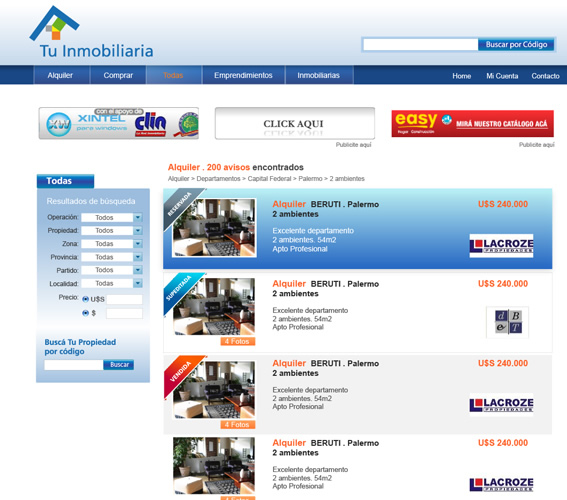 Tu Inmobiliaria
Buscar por Código
Alquiler Comprar Todas Emprendimientos Inmobiliarias Home Mi Cuenta Contacto
con el apoyo de
XW XINTEL
para windows
clin
CLICK AQUI
easy
Hogar Construcción
MIRÁ NUESTRO CATÁLOGO ACÁ
Publicite aquí
Publicite aquí
Alquiler . 200 avisos encontrados
Alquiler > Departamentos > Capital Federal > Palermo > 2 ambientes
Todas
Resultados de búsqueda
Operación: Todos
Propiedad: Todos
Zona: Todas
Provincia: Todas
Partido: Todas
Localidad: Todas
Precio: U$S
$
Buscá Tu Propiedad
por código
Buscar
RESERVADA
Alquiler BERUTI . Palermo U$S 240.000
2 ambientes
Excelente departamento
2 ambientes. 54m2
Apto Profesional
LACROZE
PROPIEDADES
SUPEDITADA
Alquiler BERUTI . Palermo U$S 240.000
2 ambientes
Excelente departamento
2 ambientes. 54m2
Apto Profesional
4 Fotos
d B
e T
VENDIDA
Alquiler BERUTI . Palermo U$S 240.000
2 ambientes
Excelente departamento
2 ambientes. 54m2
Apto Profesional
4 Fotos
LACROZE
PROPIEDADES
Alquiler BERUTI . Palermo U$S 240.000
2 ambientes
Excelente departamento
2 ambientes. 54m2
Apto Profesional
LACROZE
PROPIEDADES